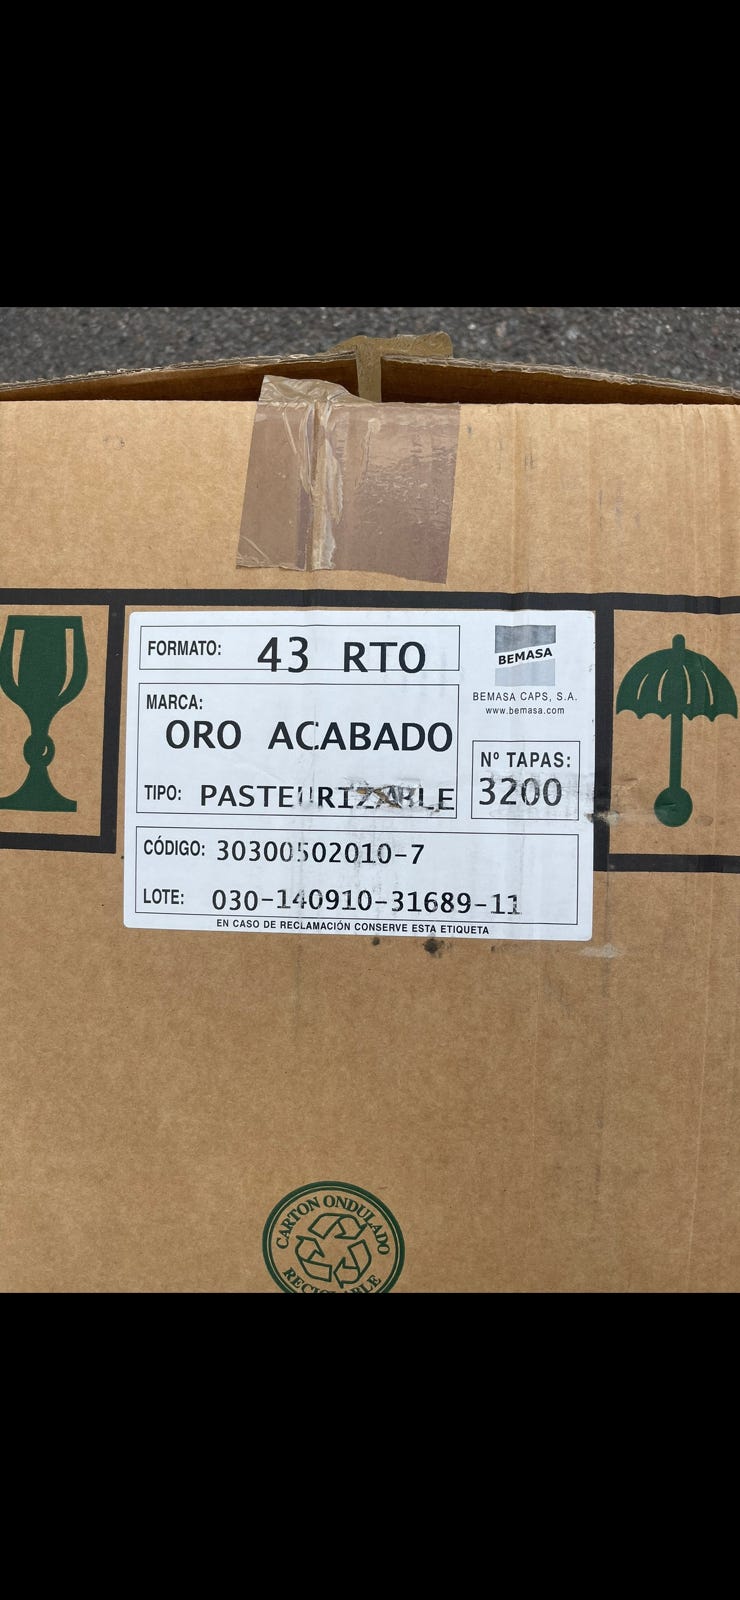 FORMATO: 43 RTO
BEMASA
BEMASA CAPS, S.A.
www.bemasa.com
MARCA:
ORO ACABADO
TIPO: PASTEURIZABLE
Nº TAPAS:
3200
CÓDIGO: 30300502010-7
LOTE: 030-140910-31689-11
EN CASO DE RECLAMACIÓN CONSERVE ESTA ETIQUETA
CARTON ONDULADO
RECICLABLE